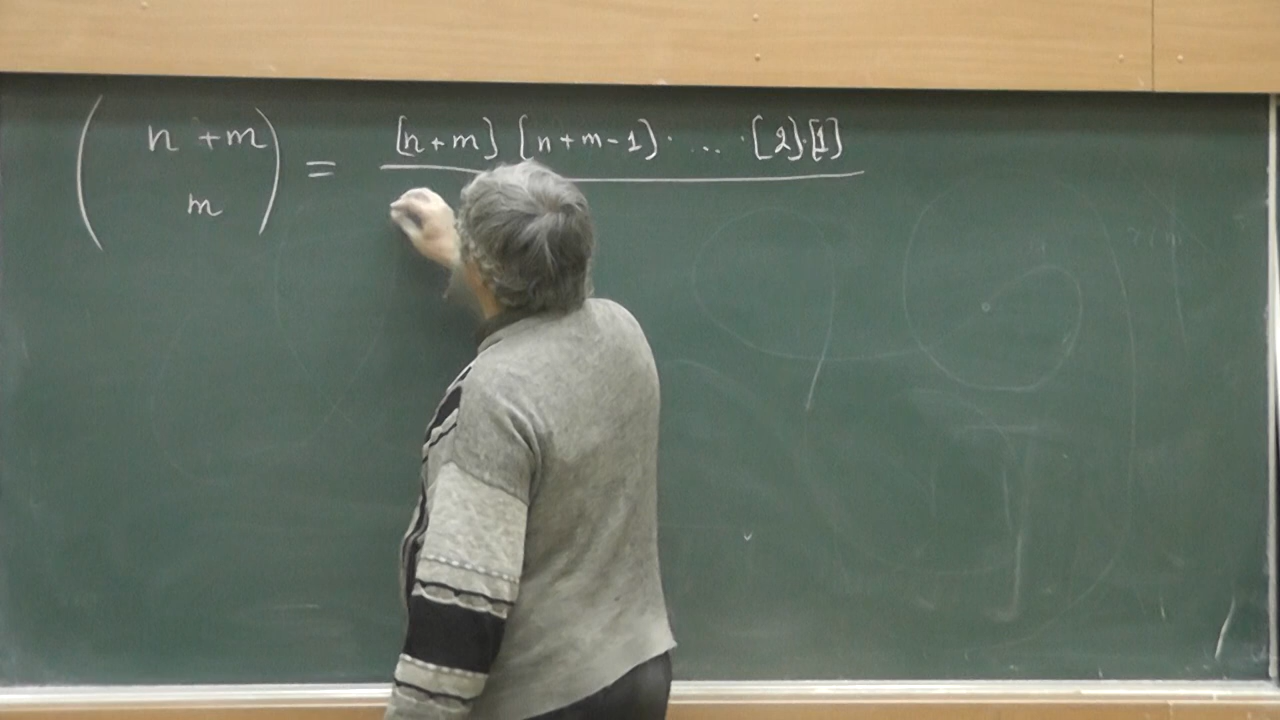 ( n + m ) = [n+m] [n+m-1] · ... · [2]·[1]
m